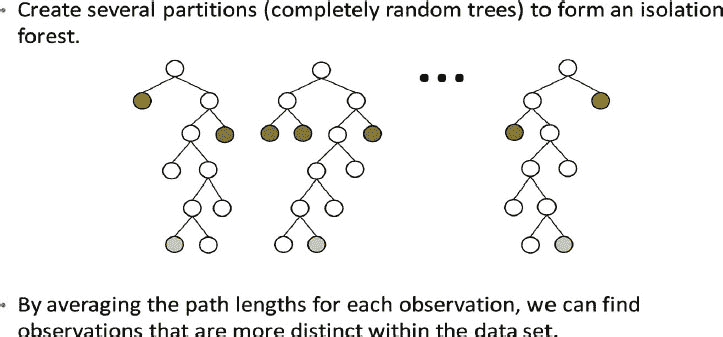 • Create several partitions (completely random trees) to form an isolation
forest.
• • •
• By averaging the path lengths for each observation, we can find
observations that are more distinct within the data set.